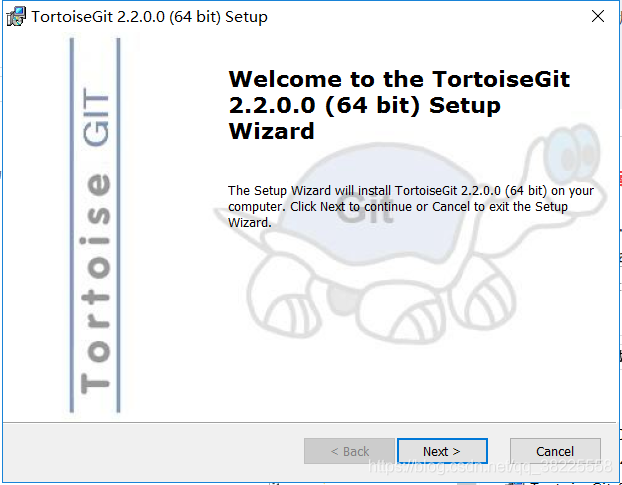 TortoiseGit 2.2.0.0 (64 bit) Setup
Tortoise GIT
Welcome to the TortoiseGit
2.2.0.0 (64 bit) Setup
Wizard
Git
The Setup Wizard will install TortoiseGit 2.2.0.0 (64 bit) on your
computer. Click Next to continue or Cancel to exit the Setup
Wizard.
< Back
Next >
Cancel
https://blog.csdn.net/qq_38225558